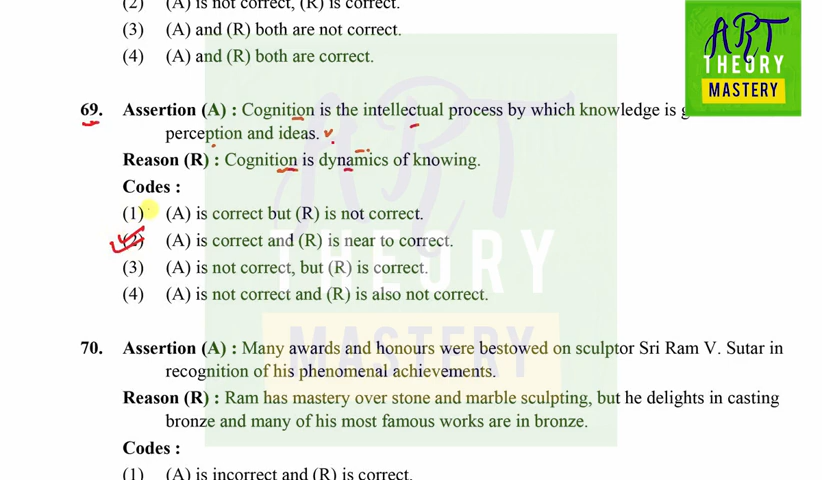 (2) (A) is not correct, (R) is correct.
(3) (A) and (R) both are not correct.
(4) (A) and (R) both are correct.
ART
THEORY
MASTERY
69. Assertion (A) : Cognition is the intellectual process by which knowledge is
perception and ideas.
Reason (R) : Cognition is dynamics of knowing.
Codes :
(1) (A) is correct but (R) is not correct.
(2) (A) is correct and (R) is near to correct.
(3) (A) is not correct, but (R) is correct.
(4) (A) is not correct and (R) is also not correct.
ART
THEORY
MASTERY
70. Assertion (A) : Many awards and honours were bestowed on sculptor Sri Ram V. Sutar in
recognition of his phenomenal achievements.
Reason (R) : Ram has mastery over stone and marble sculpting, but he delights in casting
bronze and many of his most famous works are in bronze.
Codes :
(1) (A) is incorrect and (R) is correct.